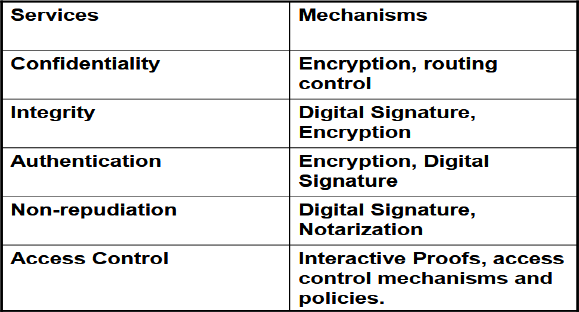 Services Mechanisms
Confidentiality Encryption, routing
control
Integrity Digital Signature,
Encryption
Authentication Encryption, Digital
Signature
Non-repudiation Digital Signature,
Notarization
Access Control Interactive Proofs, access
control mechanisms and
policies.